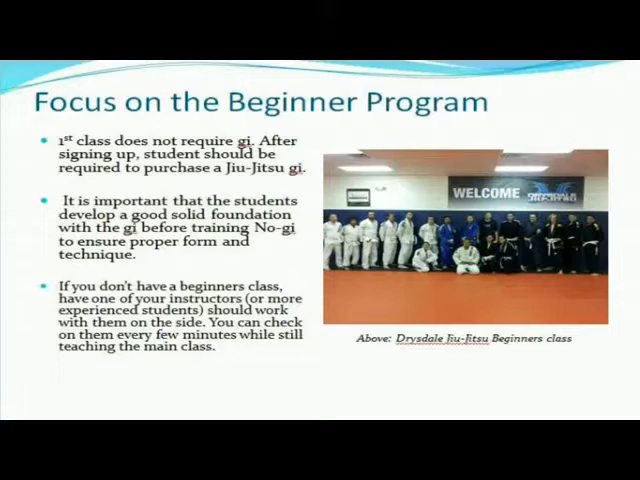 Focus on the Beginner Program
1st class does not require gi. After
signing up, student should be
required to purchase a Jiu-Jitsu gi.
It is important that the students
develop a good solid foundation
with the gi before training No-gi
to ensure proper form and
technique.
If you don't have a beginners class,
have one of your instructors (or more
experienced students) should work
with them on the side. You can check
on them every few minutes while still
teaching the main class.
WELCOME
DRYSDALE
JIU-JITSU
Above: Drysdale Jiu-Jitsu Beginners class